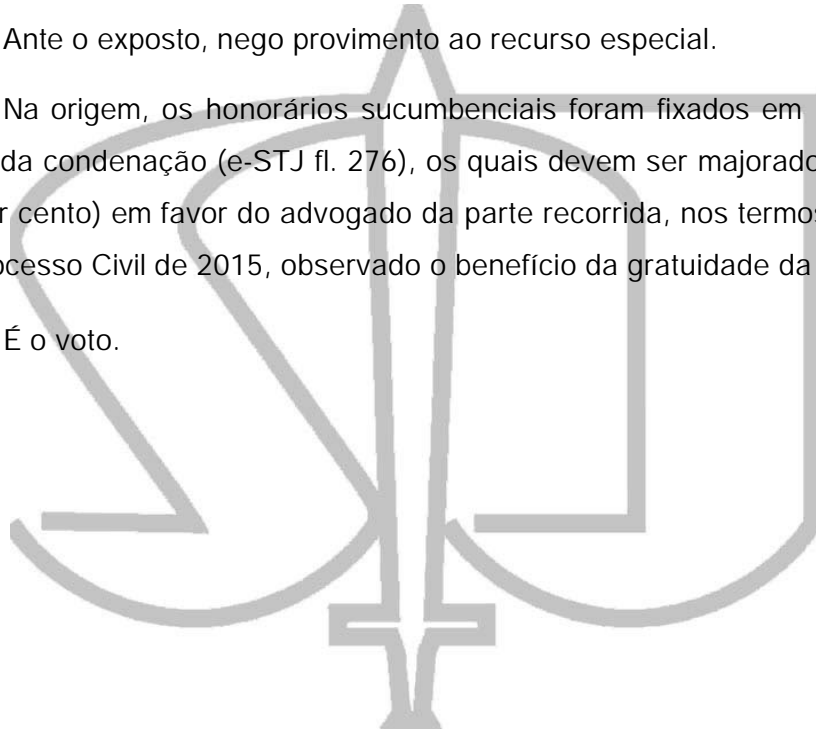 Ante o exposto, nego provimento ao recurso especial.
Na origem, os honorários sucumbenciais foram fixados em
da condenação (e-STJ fl. 276), os quais devem ser majorado
r cento) em favor do advogado da parte recorrida, nos termos
ocesso Civil de 2015, observado o benefício da gratuidade da
É o voto.